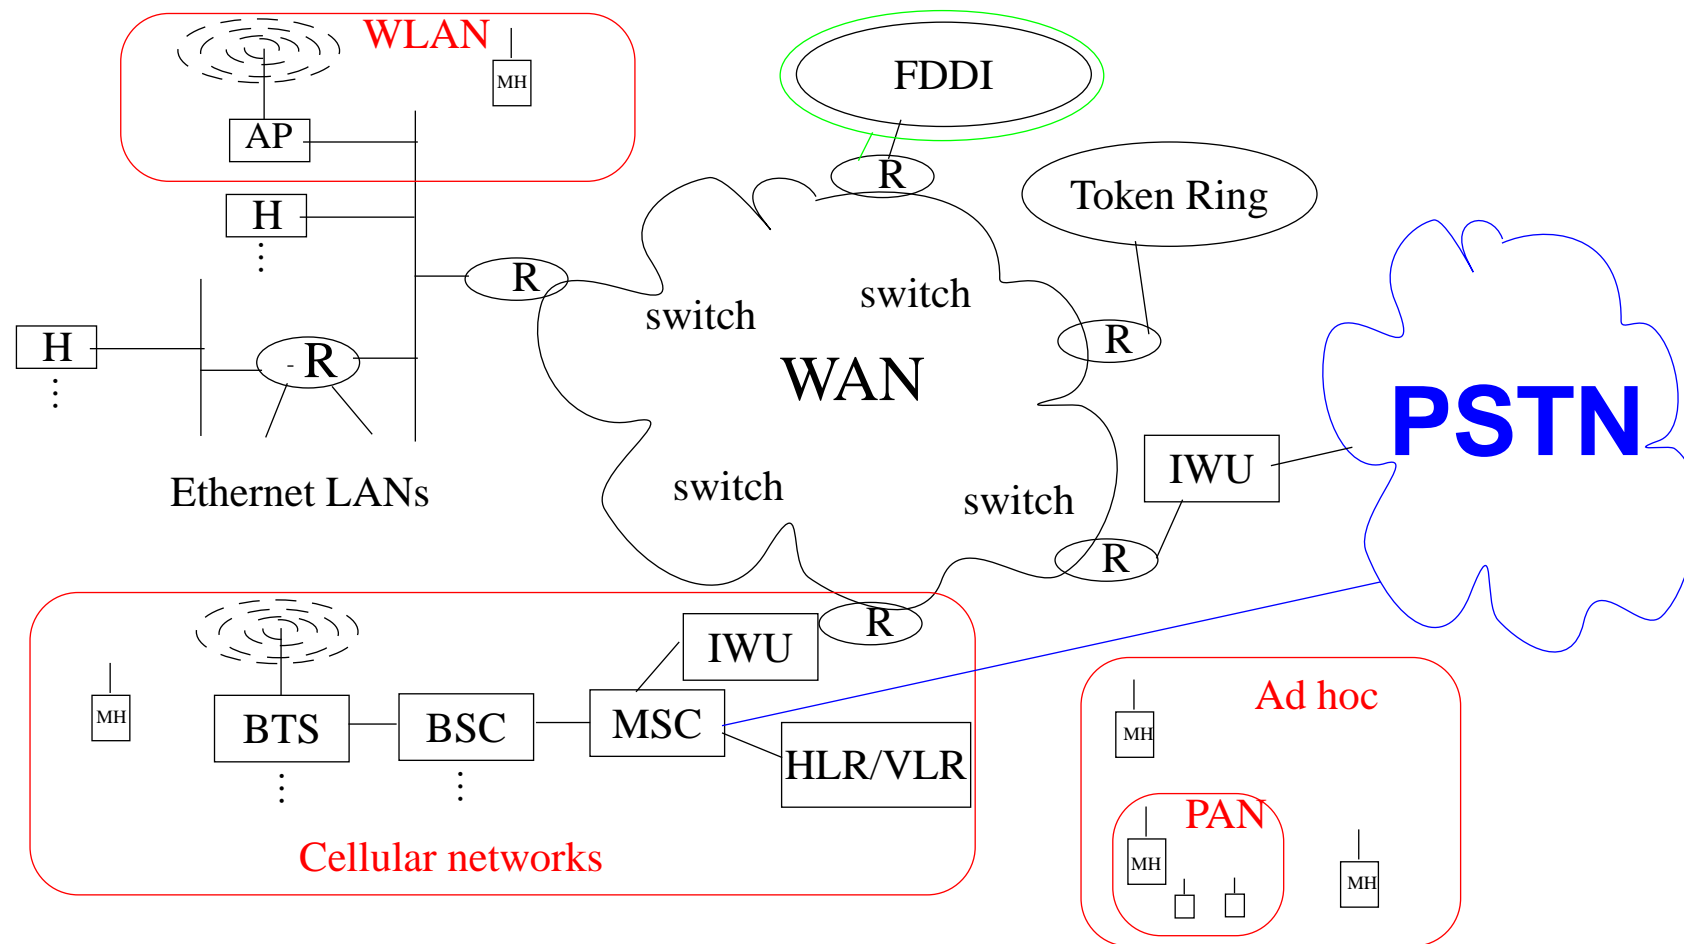 WLAN
MH
AP
H
FDDI
R
Token Ring
R
switch
switch
H
- R
R
WAN
PSTN
IWU
Ethernet LANs
switch
switch
R
R
IWU
MH
BTS
BSC
MSC
HLR/VLR
Cellular networks
Ad hoc
MH
PAN
MH
MH